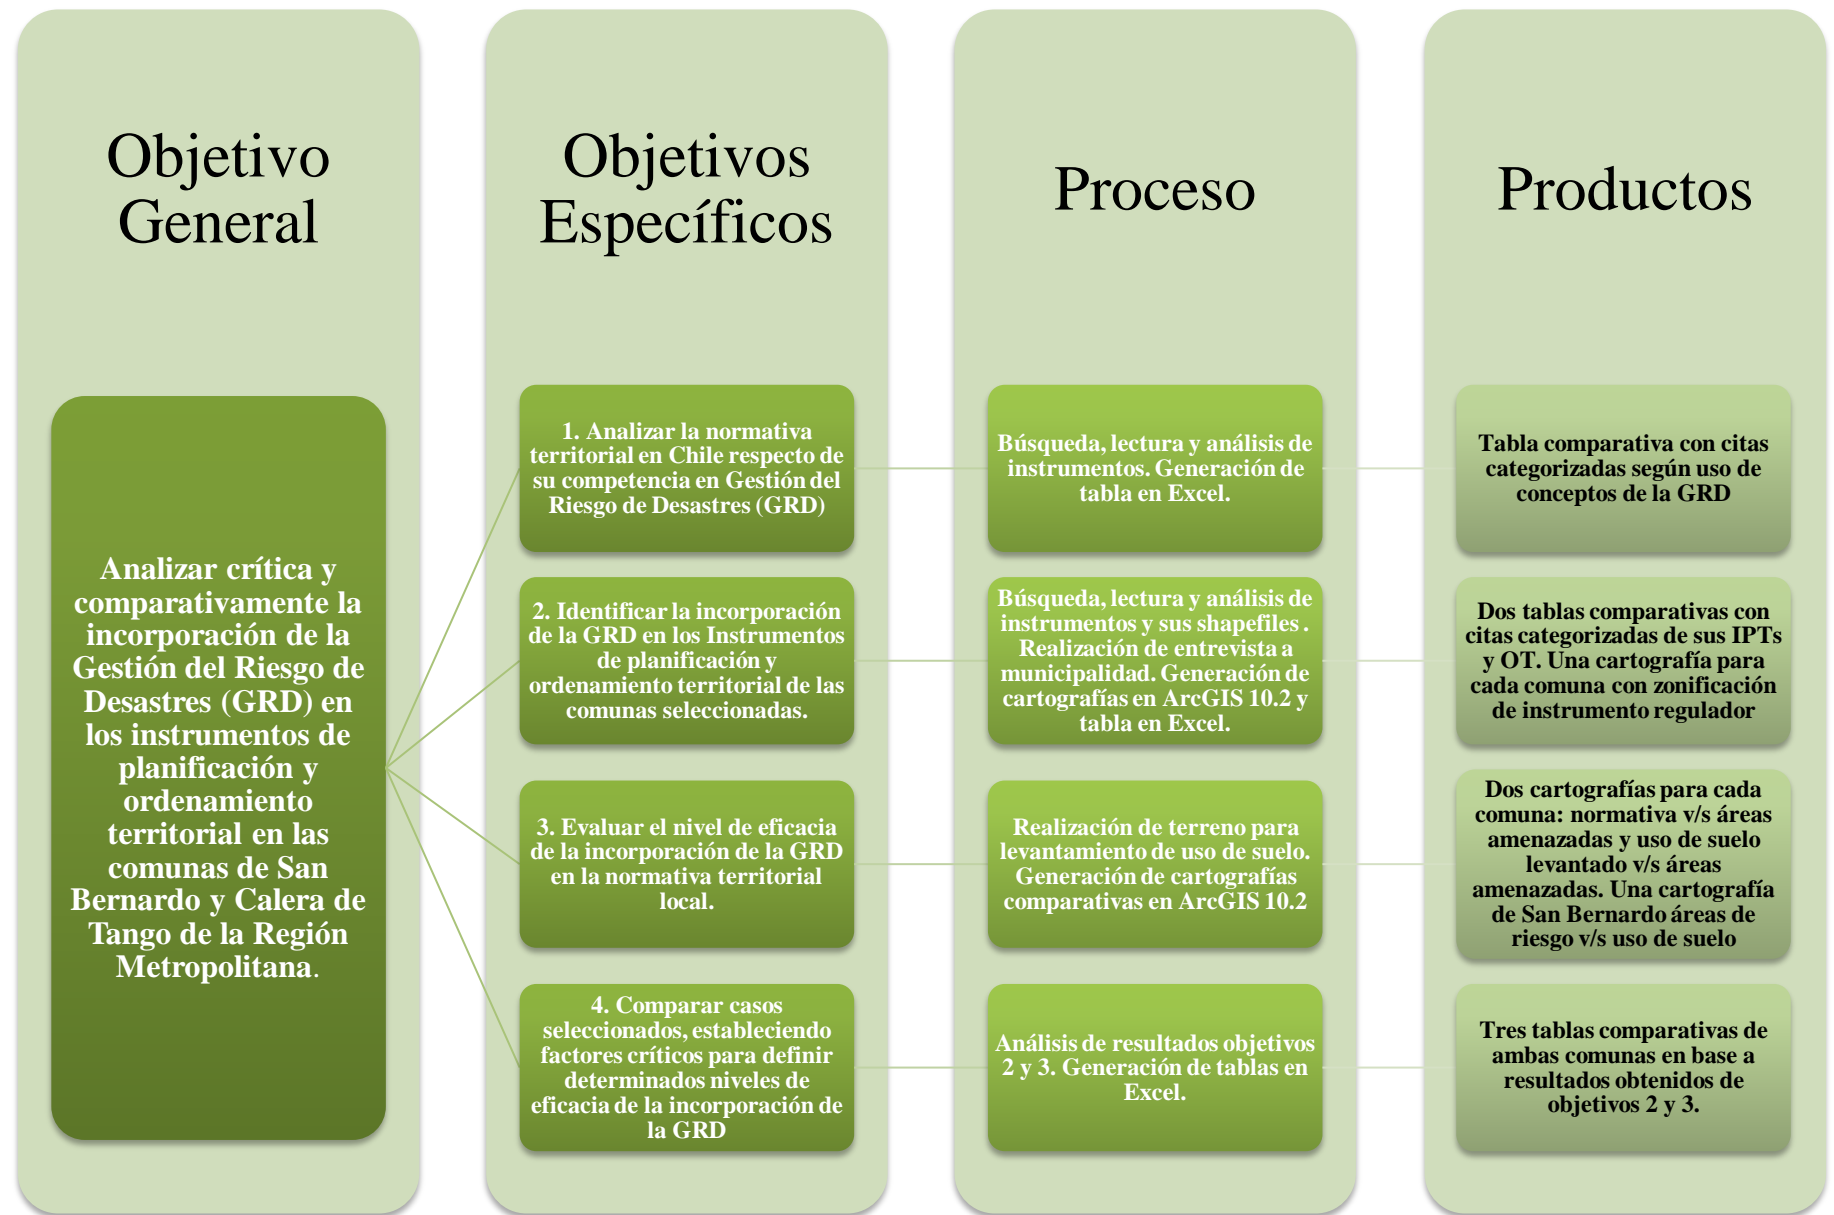 Objetivo
General
Objetivos
Específicos
Proceso
Productos
Analizar crítica y
comparativamente la
incorporación de la
Gestión del Riesgo de
Desastres (GRD) en
los instrumentos de
planificación y
ordenamiento
territorial en las
comunas de San
Bernardo y Calera de
Tango de la Región
Metropolitana.
1. Analizar la normativa
territorial en Chile respecto de
su competencia en Gestión del
Riesgo de Desastres (GRD)
Búsqueda, lectura y análisis de
instrumentos. Generación de
tabla en Excel.
Tabla comparativa con citas
categorizadas según uso de
conceptos de la GRD
2. Identificar la incorporación
de la GRD en los Instrumentos
de planificación y
ordenamiento territorial de las
comunas seleccionadas.
Búsqueda, lectura y análisis de
instrumentos y sus shapefiles .
Realización de entrevista a
municipalidad. Generación de
cartografías en ArcGIS 10.2 y
tabla en Excel.
Dos tablas comparativas con
citas categorizadas de sus IPTs
y OT. Una cartografía para
cada comuna con zonificación
de instrumento regulador
3. Evaluar el nivel de eficacia
de la incorporación de la GRD
en la normativa territorial
local.
Realización de terreno para
levantamiento de uso de suelo.
Generación de cartografías
comparativas en ArcGIS 10.2
Dos cartografías para cada
comuna: normativa v/s áreas
amenazadas y uso de suelo
levantado v/s áreas
amenazadas. Una cartografía
de San Bernardo áreas de
riesgo v/s uso de suelo
4. Comparar casos
seleccionados, estableciendo
factores críticos para definir
determinados niveles de
eficacia de la incorporación de
la GRD
Análisis de resultados objetivos
2 y 3. Generación de tablas en
Excel.
Tres tablas comparativas de
ambas comunas en base a
resultados obtenidos de
objetivos 2 y 3.